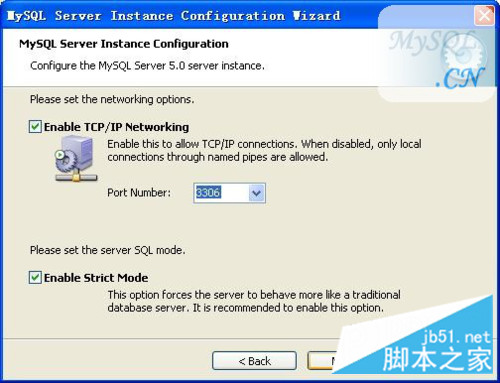 MySQL Server Instance Configuration Wizard
MySQL Server Instance Configuration
Configure the MySQL Server 5.0 server instance.
MySQL
.CN
Please set the networking options.
Enable TCP/IP Networking
Enable this to allow TCP/IP connections. When disabled, only local
connections through named pipes are allowed.
Port Number:
3306
Please set the server SQL mode.
Enable Strict Mode
This option forces the server to behave more like a traditional
database server. It is recommended to enable this option.
< Back
jb51.net
脚本之家